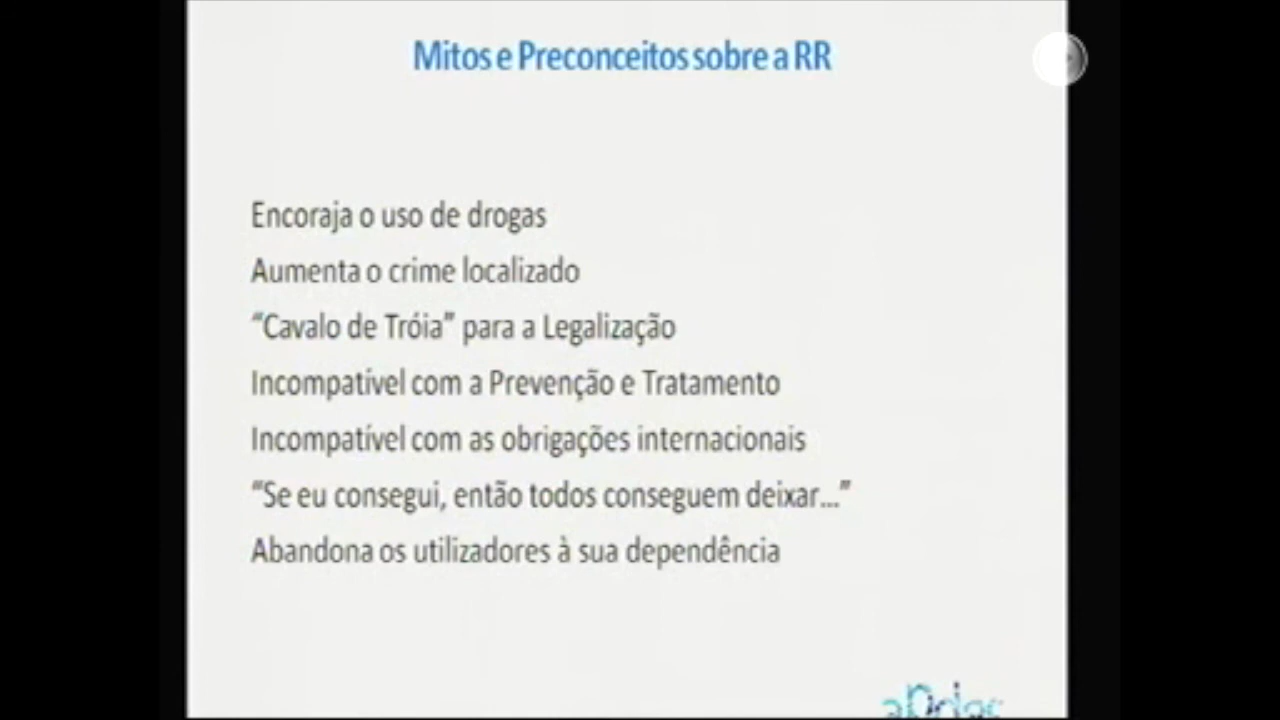 Mitos e Preconceitos sobre a RR
Encoraja o uso de drogas
Aumenta o crime localizado
“Cavalo de Tróia” para a Legalização
Incompatível com a Prevenção e Tratamento
Incompatível com as obrigações internacionais
“Se eu consegui, então todos conseguem deixar...”
Abandona os utilizadores à sua dependência